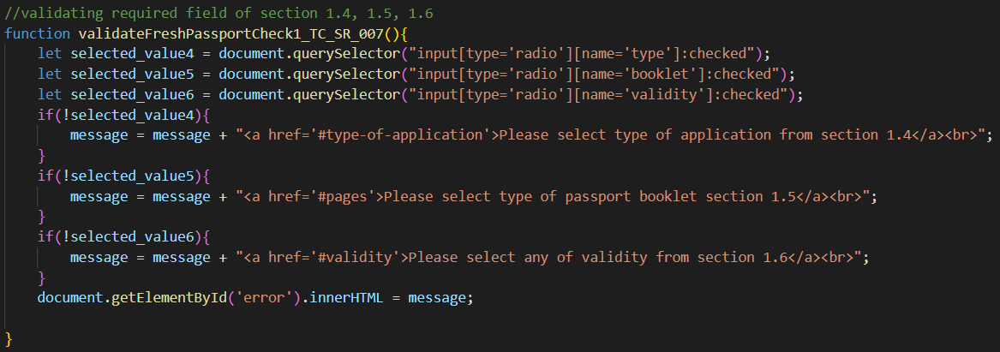 //validating required field of section 1.4, 1.5, 1.6
function validateFreshPassportCheck1_TC_SR_007(){
let selected_value4 = document.querySelector("input[type='radio'][name='type']:checked");
let selected_value5 = document.querySelector("input[type='radio'][name='booklet']:checked");
let selected_value6 = document.querySelector("input[type='radio'][name='validity']:checked");
if(!selected_value4){
message = message + "<a href='#type-of-application'>Please select type of application from section 1.4</a><br>";
}
if(!selected_value5){
message = message + "<a href='#pages'>Please select type of passport booklet section 1.5</a><br>";
}
if(!selected_value6){
message = message + "<a href='#validity'>Please select any of validity from section 1.6</a><br>";
}
document.getElementById('error').innerHTML = message;
}